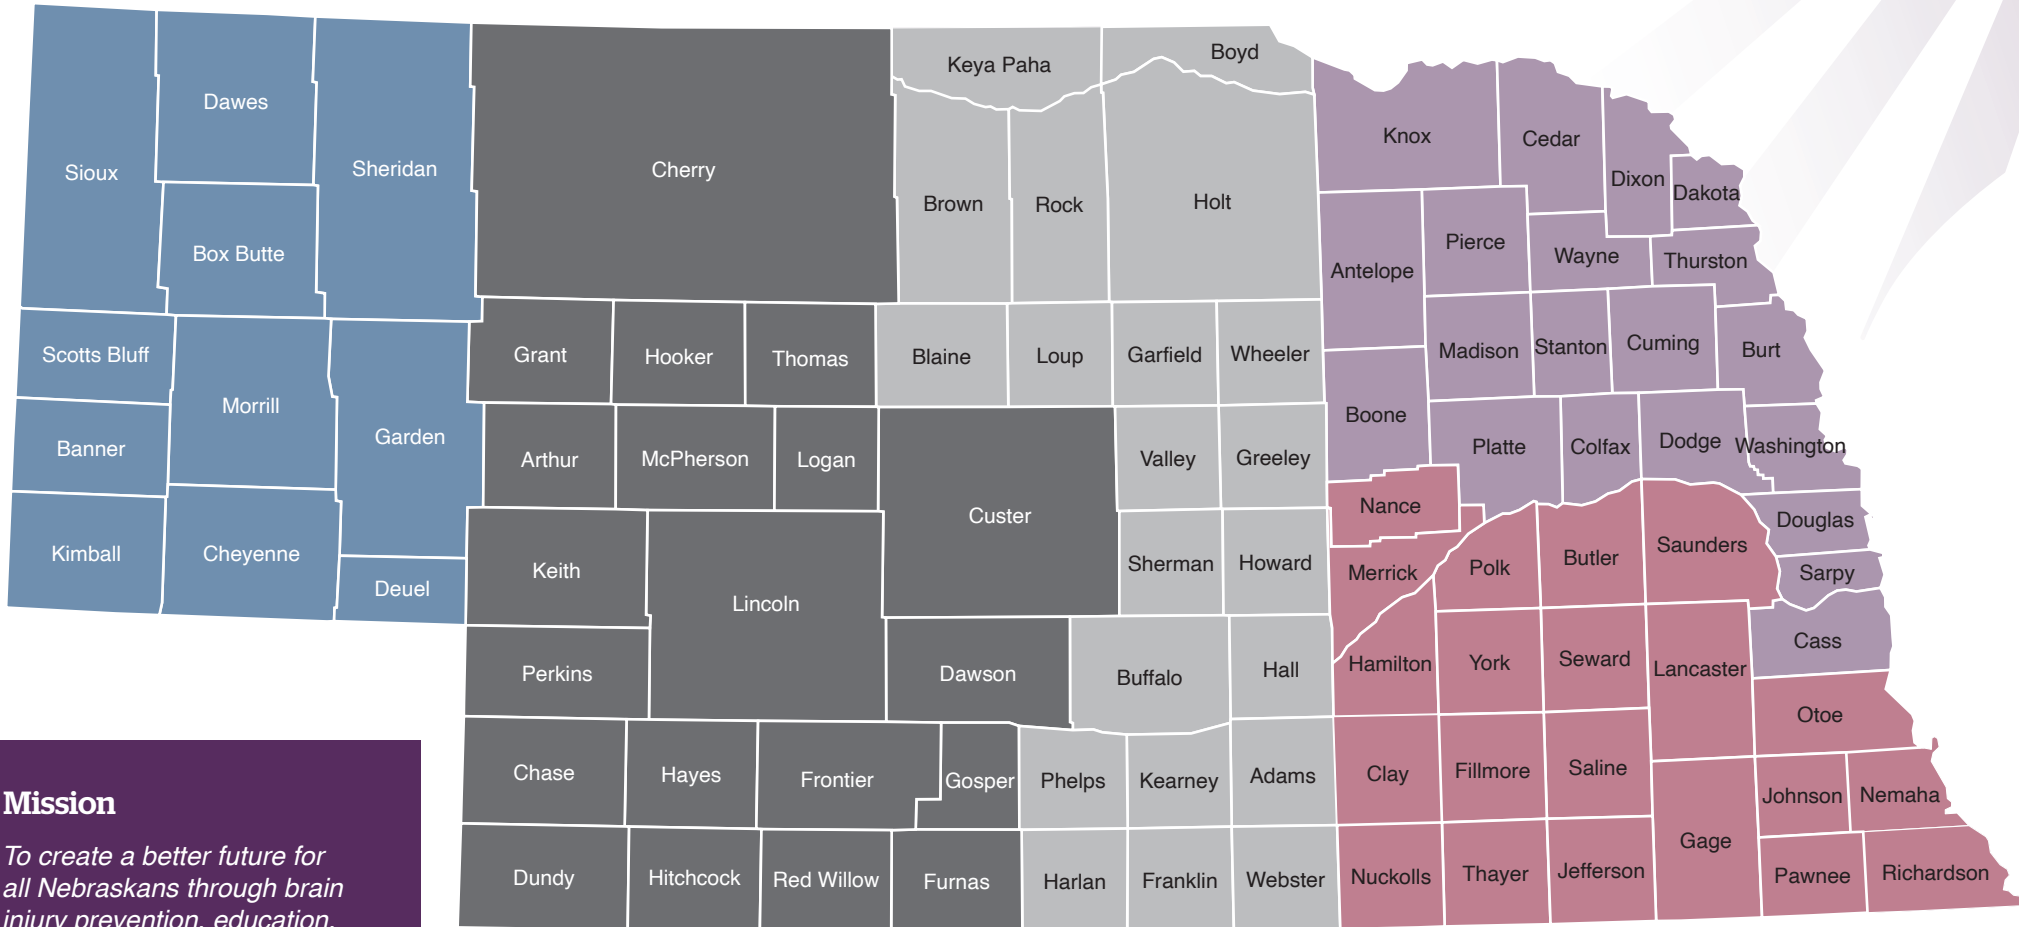 Keya Paha
Boyd
Dawes
Knox
Cedar
Sioux
Sheridan
Cherry
Dixon
Dakota
Brown
Rock
Holt
Box Butte
Pierce
Wayne
Thurston
Antelope
Scotts Bluff
Grant
Hooker
Thomas
Blaine
Loup
Garfield
Wheeler
Madison
Stanton
Cuming
Burt
Morrill
Boone
Garden
Banner
Arthur
McPherson
Logan
Valley
Greeley
Platte
Colfax
Dodge
Washington
Custer
Nance
Douglas
Kimball
Cheyenne
Keith
Sherman
Howard
Merrick
Polk
Butler
Saunders
Sarpy
Deuel
Lincoln
Cass
Perkins
Dawson
Buffalo
Hall
Hamilton
York
Seward
Lancaster
Otoe
Chase
Hayes
Frontier
Gosper
Phelps
Kearney
Adams
Clay
Fillmore
Saline
Johnson
Nemaha
Gage
Dundy
Hitchcock
Red Willow
Furnas
Harlan
Franklin
Webster
Nuckolls
Thayer
Jefferson
Pawnee
Richardson
Mission
To create a better future for
all Nebraskans through brain
injury prevention, education,